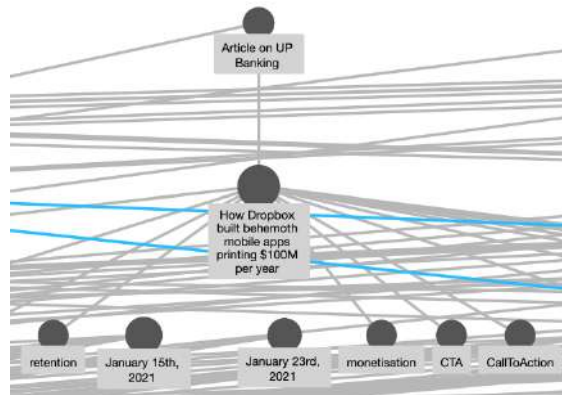 Article on UP
Banking
How Dropbox
built behemoth
mobile apps
printing $100M
per year
retention
January 15th,
2021
January 23rd,
2021
monetisation
CTA
CallToAction